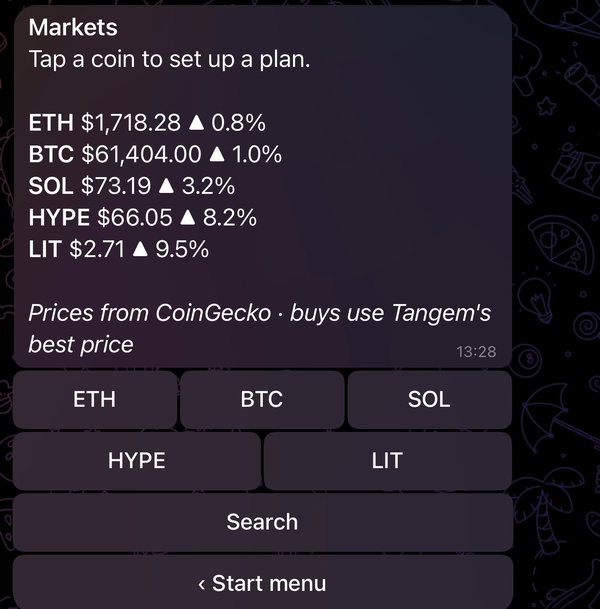 Markets
Tap a coin to set up a plan.
ETH $1,718.28 ▲ 0.8%
BTC $61,404.00 ▲ 1.0%
SOL $73.19 ▲ 3.2%
HYPE $66.05 ▲ 8.2%
LIT $2.71 ▲ 9.5%
Prices from CoinGecko · buys use Tangem's
best price
13:28
ETH
BTC
SOL
HYPE
LIT
Search
‹ Start menu